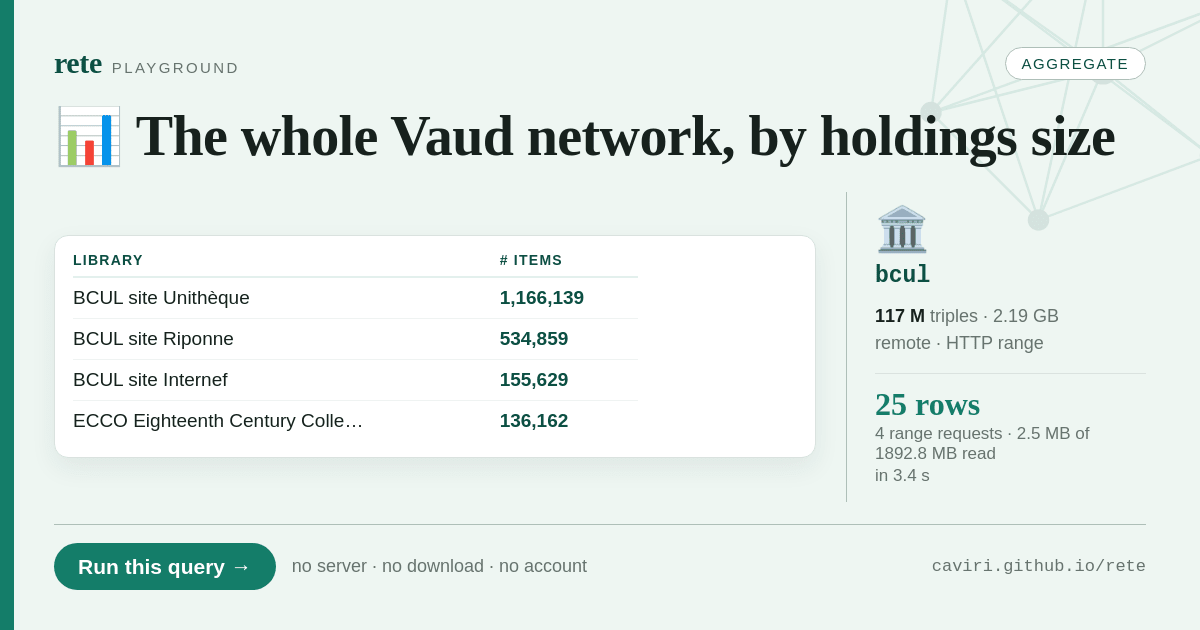 rete PLAYGROUND
AGGREGATE
The whole Vaud network, by holdings size
LIBRARY # ITEMS
BCUL site Unithèque 1,166,139
BCUL site Riponne 534,859
BCUL site Internef 155,629
ECCO Eighteenth Century Colle… 136,162
bcul
117 M triples · 2.19 GB
remote · HTTP range
25 rows
4 range requests · 2.5 MB of
1892.8 MB read
in 3.4 s
Run this query →
no server · no download · no account
caviri.github.io/rete